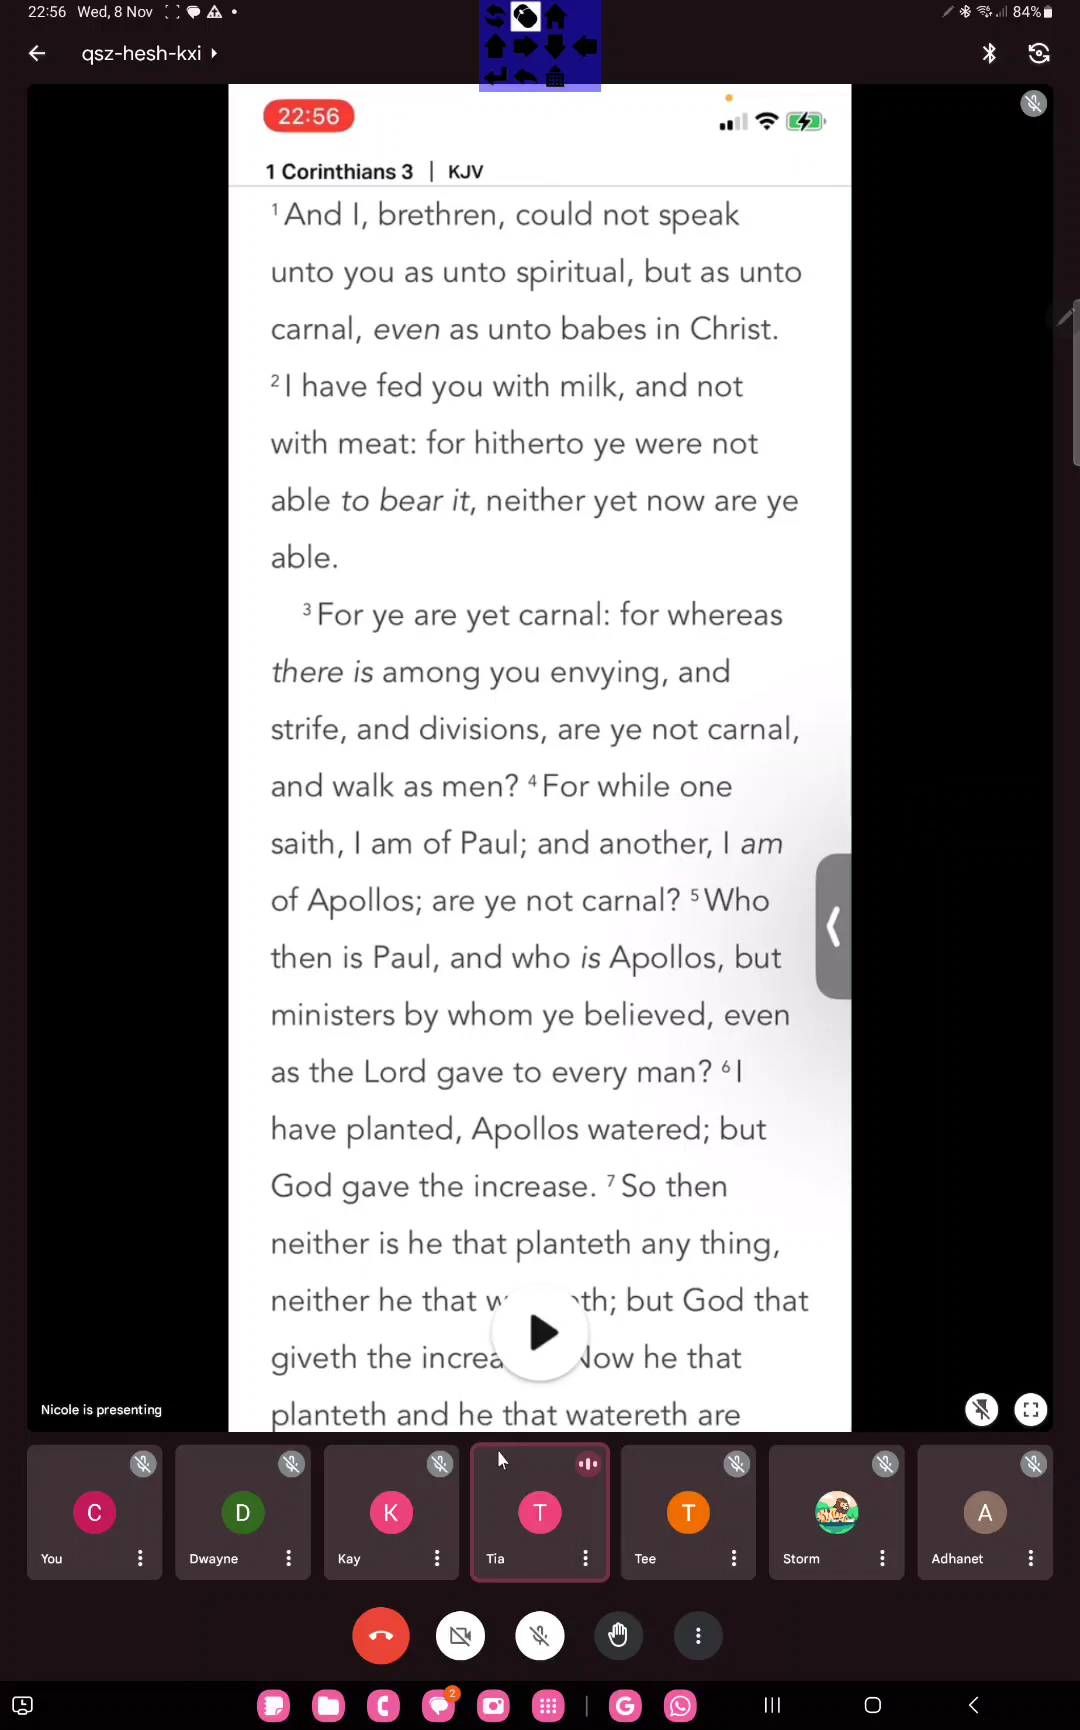 22:56 Wed, 8 Nov
84%
qsz-hesh-kxi
22:56
1 Corinthians 3 | KJV
1 And I, brethren, could not speak
unto you as unto spiritual, but as unto
carnal, even as unto babes in Christ.
2 I have fed you with milk, and not
with meat: for hitherto ye were not
able to bear it, neither yet now are ye
able.
3 For ye are yet carnal: for whereas
there is among you envying, and
strife, and divisions, are ye not carnal,
and walk as men? 4 For while one
saith, I am of Paul; and another, I am
of Apollos; are ye not carnal? 5 Who
then is Paul, and who is Apollos, but
ministers by whom ye believed, even
as the Lord gave to every man? 6 I
have planted, Apollos watered; but
God gave the increase. 7 So then
neither is he that planteth any thing,
neither he that th; but God that
giveth the Now he that
planteth and he that watereth are
Nicole is presenting
C D K T T A
You Dwayne Kay Tia Tee Storm Adhanet
2
G